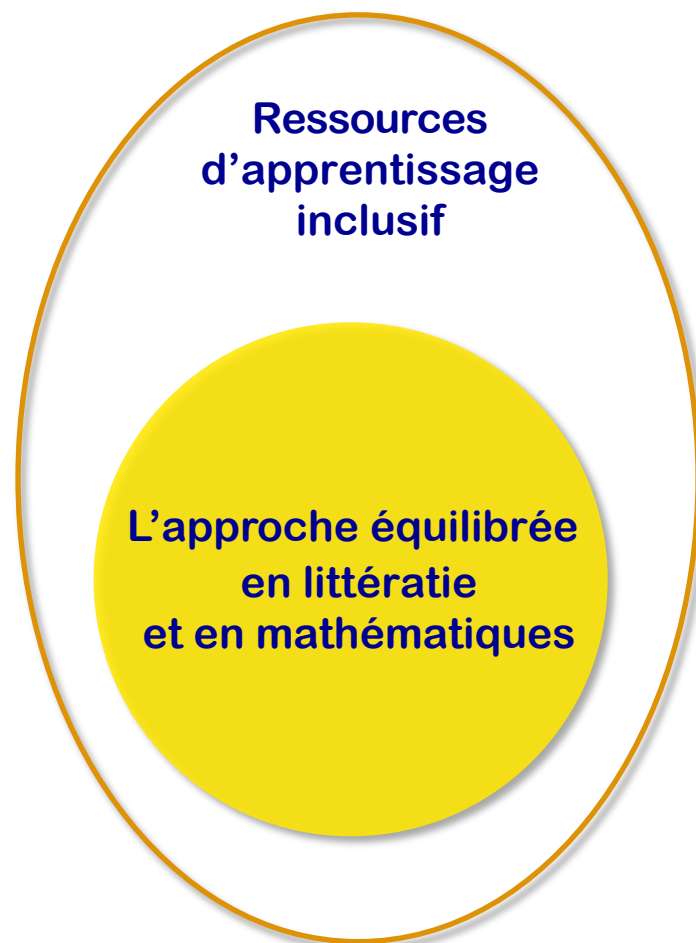 Ressources
d’apprentissage
inclusif
L’approche équilibrée
en littératie
et en mathématiques